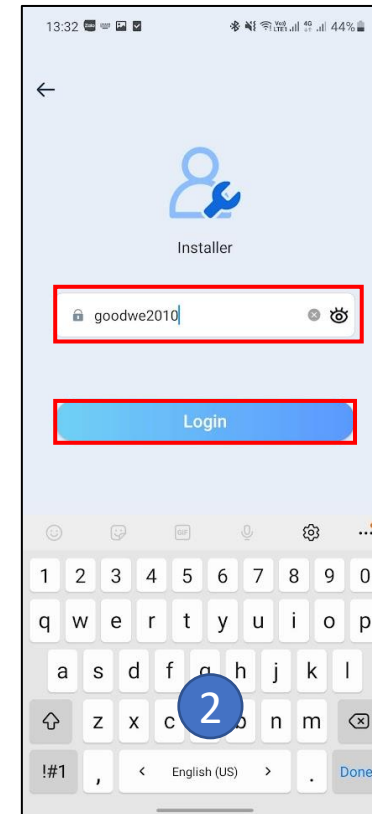 13:32 44%
Installer
goodwe2010
Login
GIF
1 2 3 4 5 6 7 8 9 0
q w e r t y u i o p
a s d f g h j k l
z x c b n m
2
!#1 , < English (US) > . Done